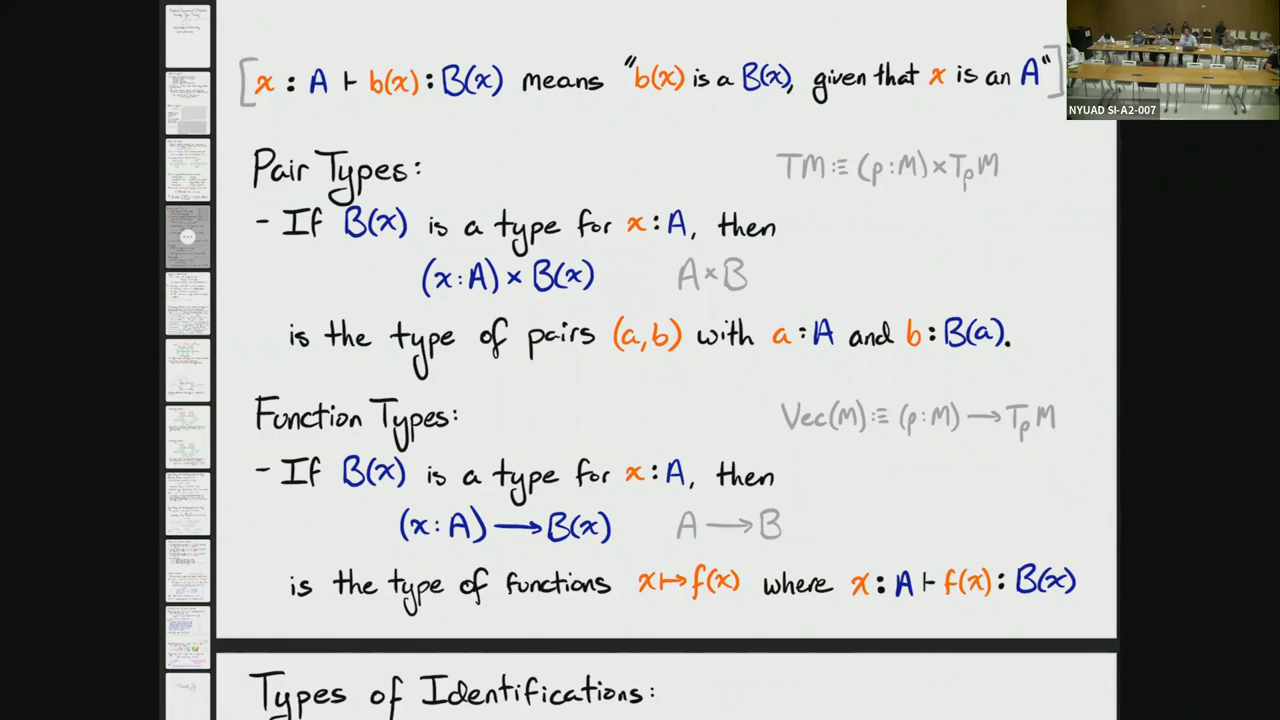 [x : A ⊢ b(x) : B(x) means "b(x) is a B(x), given that x is an A"]
NYUAD SI-A2-007
Pair Types:
TM :≡ (p : M) × TₚM
- If B(x) is a type for x : A, then
(x : A) × B(x) A × B
is the type of pairs (a, b) with a : A and b : B(a).
Function Types:
Vec(M) :≡ (p : M) ⟶ TₚM
- If B(x) is a type for x : A, then
(x : A) ⟶ B(x) A ⟶ B
is the type of functions x ↦ f(x) where x : A ⊢ f(x) : B(x)
Types of Identifications: